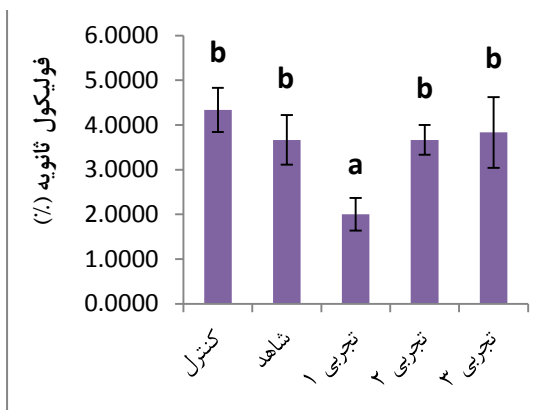 فولیکول ثانویه (٪)
6.0000
5.0000
4.0000
3.0000
2.0000
1.0000
0.0000
b
b
a
b
b
کنترل
شاهد
تجربی ۱
تجربی ۲
تجربی ۳